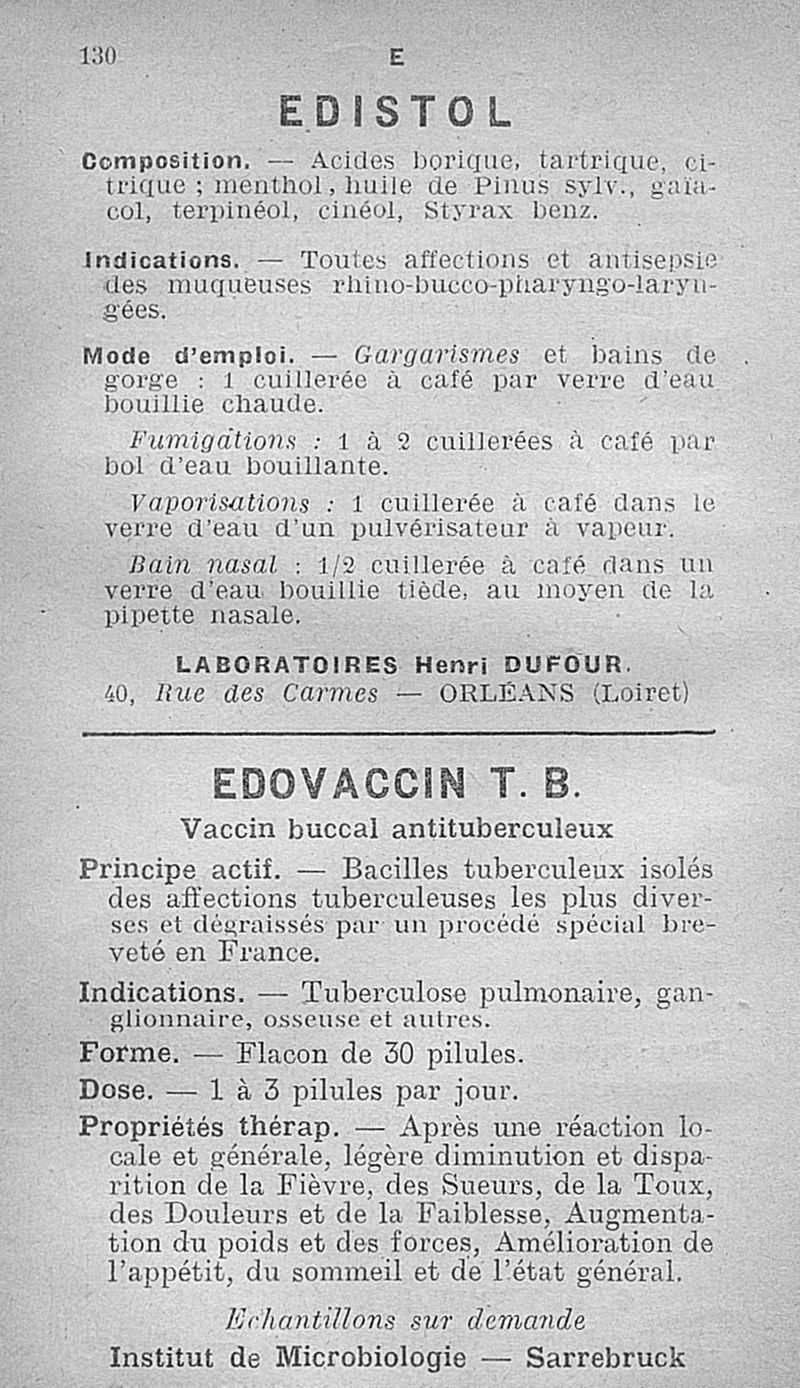 130
E
EDISTOL
Composition. — Acides borique, tartrique, ci-
trique ; menthol, huile de Pinus sylv., gaïa-
col, terpinéol, cinéol, Styrax benz.
Indications. — Toutes affections et antisepsie
des muqueuses rhino-bucco-pharyngo-laryn-
gées.
Mode d'emploi. — Gargarismes et bains de
gorge : 1 cuillerée à café par verre d'eau
bouillie chaude.
Fumigations : 1 à 2 cuillerées à café par
bol d'eau bouillante.
Vaporisations : 1 cuillerée à café dans le
verre d'eau d'un pulvérisateur à vapeur.
Bain nasal : 1/2 cuillerée à café dans un
verre d'eau bouillie tiède, au moyen de la
pipette nasale.
LABORATOIRES Henri DUFOUR.
40, Rue des Carmes — ORLÉANS (Loiret)
EDOVACCIN T. B.
Vaccin buccal antituberculeux
Principe actif. — Bacilles tuberculeux isolés
des affections tuberculeuses les plus diver-
ses et dégraissés par un procédé spécial bre-
veté en France.
Indications. — Tuberculose pulmonaire, gan-
glionnaire, osseuse et autres.
Forme. — Flacon de 30 pilules.
Dose. — 1 à 3 pilules par jour.
Propriétés thérap. — Après une réaction lo-
cale et générale, légère diminution et dispa-
rition de la Fièvre, des Sueurs, de la Toux,
des Douleurs et de la Faiblesse, Augmenta-
tion du poids et des forces, Amélioration de
l'appétit, du sommeil et de l'état général.
Echantillons sur demande
Institut de Microbiologie — Sarrebruck